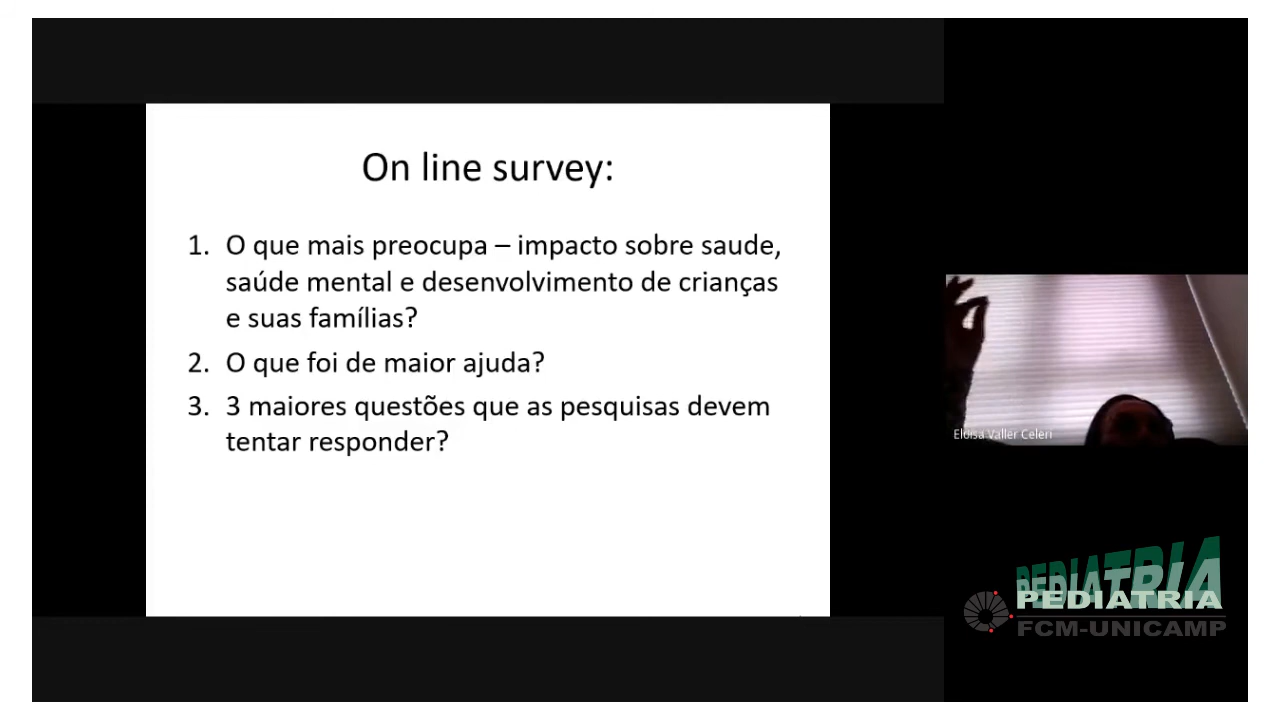 On line survey:
1. O que mais preocupa – impacto sobre saude,
saúde mental e desenvolvimento de crianças
e suas famílias?
2. O que foi de maior ajuda?
3. 3 maiores questões que as pesquisas devem
tentar responder?
Eloisa Valler Celeri
PEDIATRIA
PEDIATRIA
FCM-UNICAMP